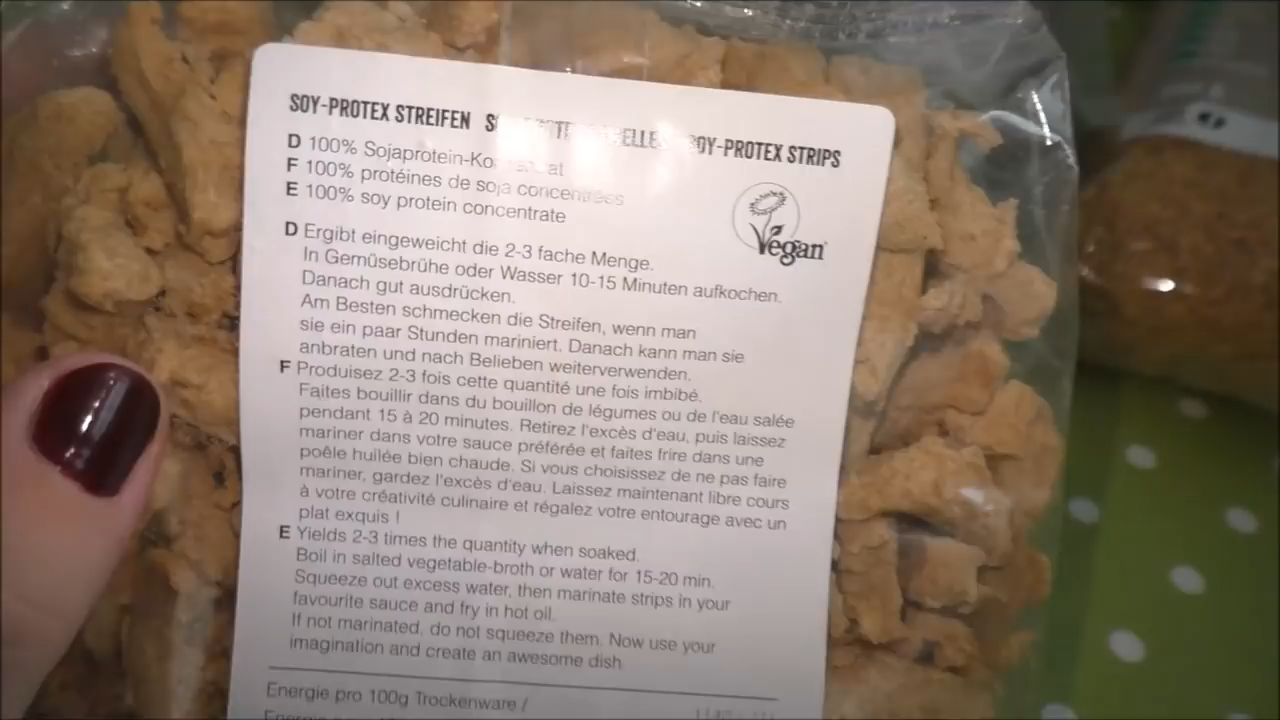 SOY-PROTEX STREIFEN SOY-PROTEX STRIPS
D 100% Sojaprotein-Konzentrat
F 100% protéines de soja concentrées
E 100% soy protein concentrate
Vegan
D Ergibt eingeweicht die 2-3 fache Menge.
In Gemüsebrühe oder Wasser 10-15 Minuten aufkochen.
Danach gut ausdrücken.
Am Besten schmecken die Streifen, wenn man
sie ein paar Stunden mariniert. Danach kann man sie
anbraten und nach Belieben weiterverwenden.
F Produisez 2-3 fois cette quantité une fois imbibé.
Faites bouillir dans du bouillon de légumes ou de l'eau salée
pendant 15 à 20 minutes. Retirez l'excès d'eau, puis laissez
mariner dans votre sauce préférée et faites frire dans une
poêle huilée bien chaude. Si vous choisissez de ne pas faire
mariner, gardez l'excès d'eau. Laissez maintenant libre cours
à votre créativité culinaire et régalez votre entourage avec un
plat exquis !
E Yields 2-3 times the quantity when soaked.
Boil in salted vegetable-broth or water for 15-20 min.
Squeeze out excess water, then marinate strips in your
favourite sauce and fry in hot oil.
If not marinated, do not squeeze them. Now use your
imagination and create an awesome dish
Energie pro 100g Trockenware /